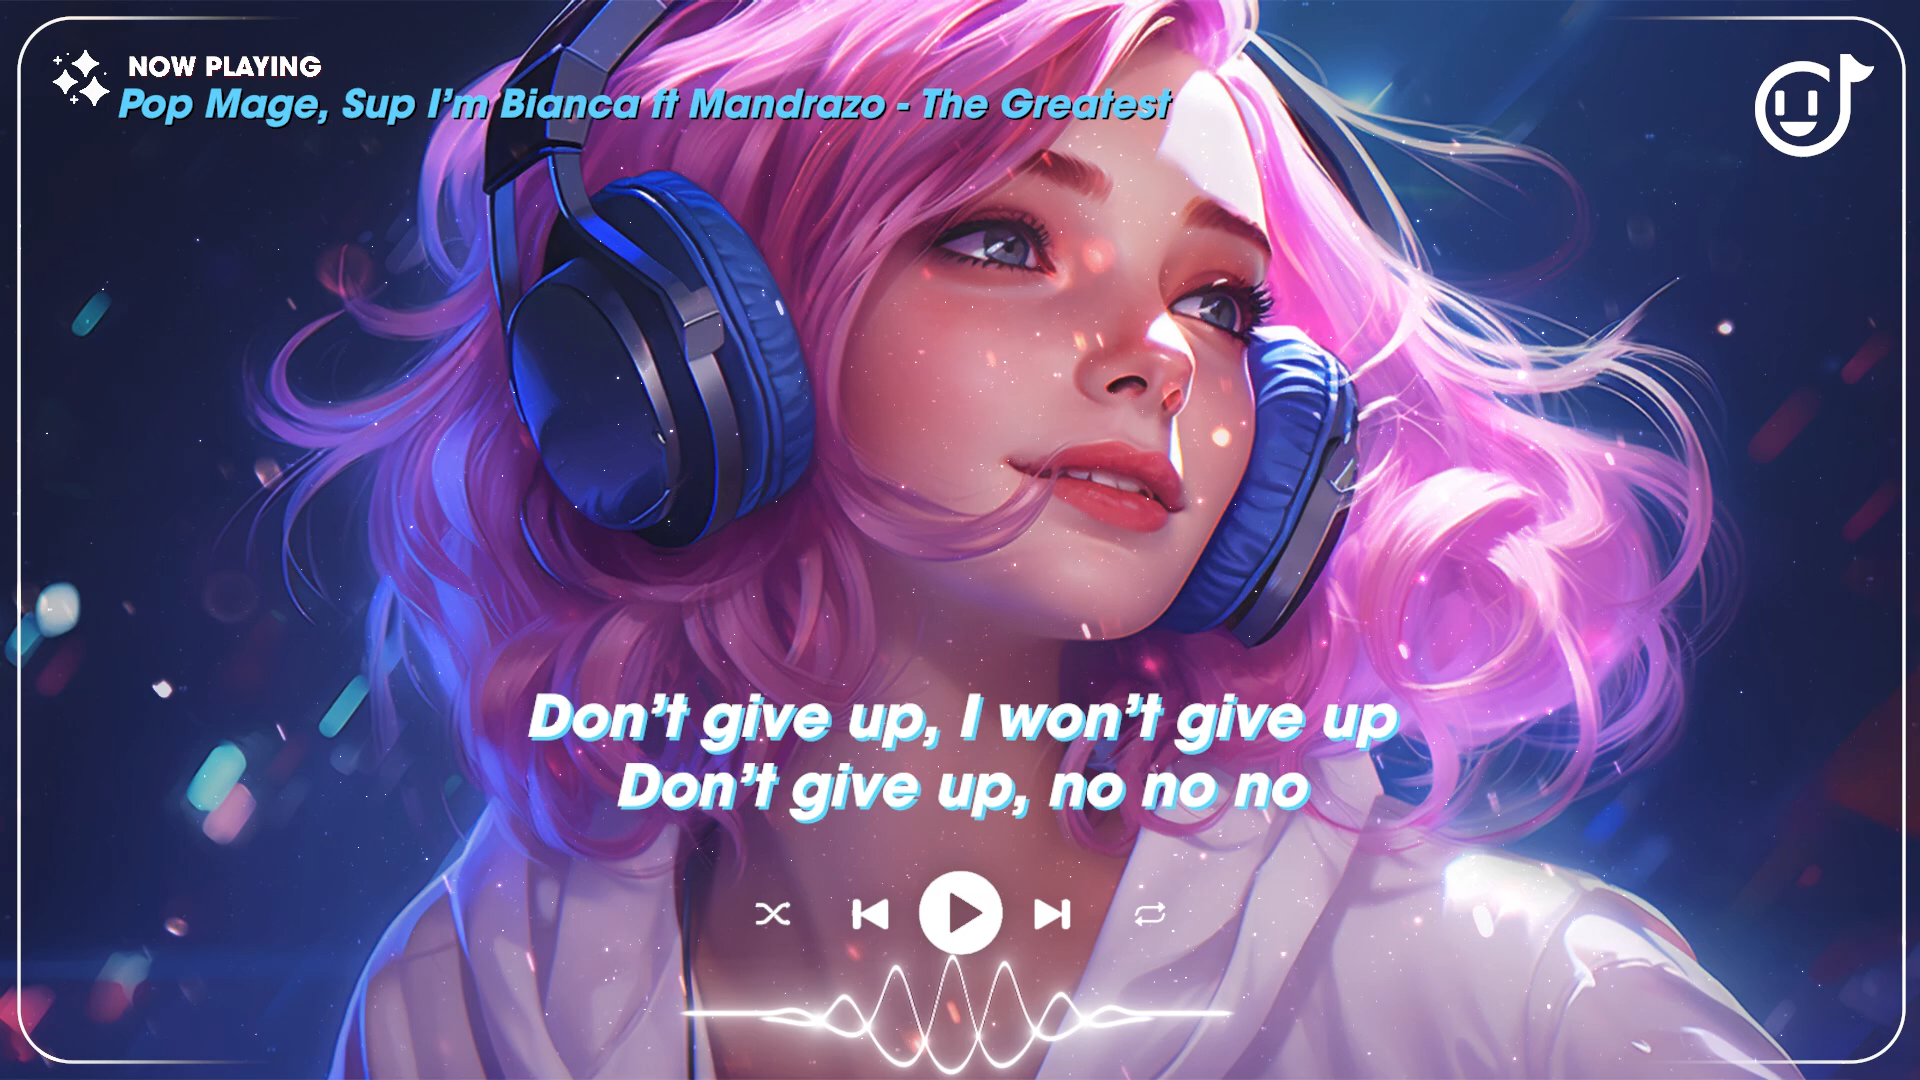 NOW PLAYING
Pop Mage, Sup I’m Bianca ft Mandrazo - The Greatest
Don’t give up, I won’t give up
Don’t give up, no no no